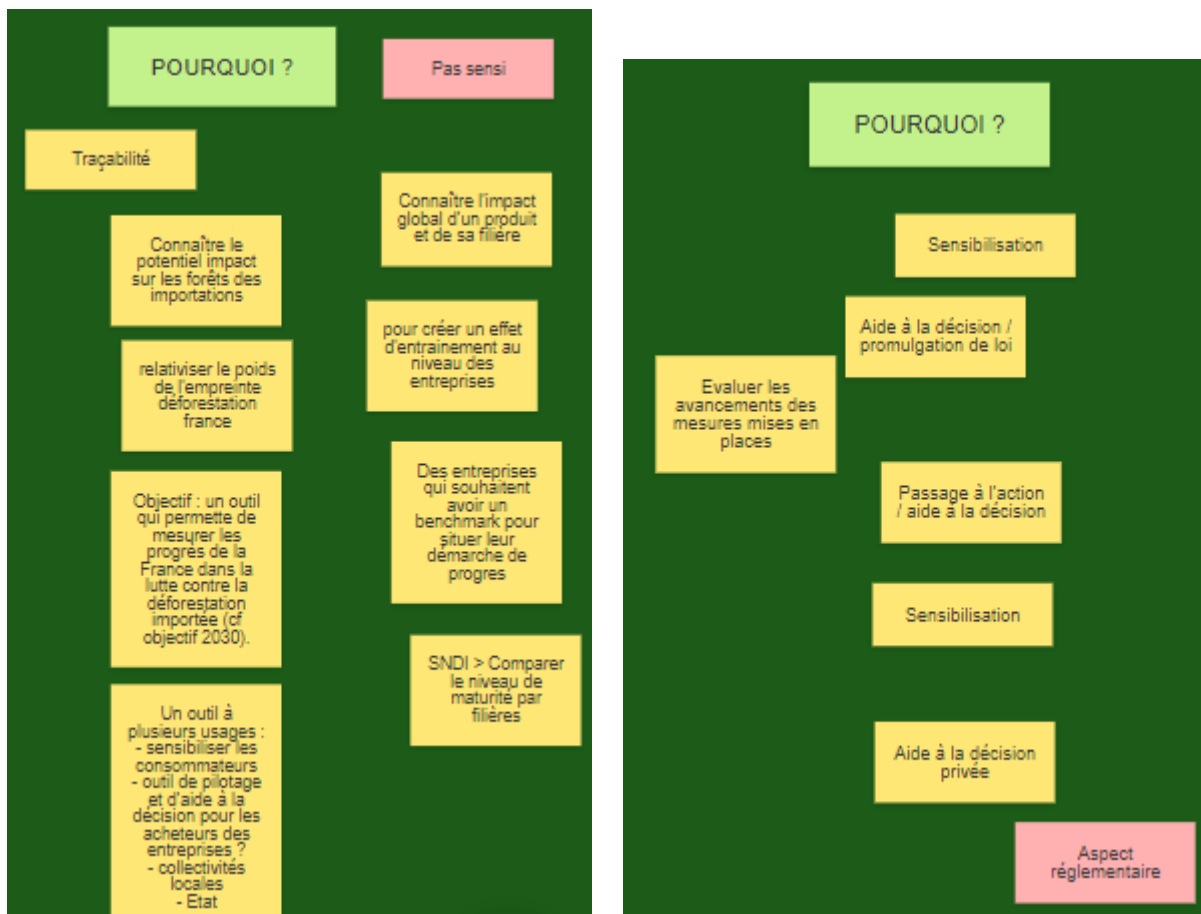 POURQUOI ?
Pas sensi
Traçabilité
Connaître le
potentiel impact
sur les forêts des
importations
relativiser le poids
de l'empreinte
déforestation
france
Objectif : un outil
qui permette de
mesurer les
progrès de la
France dans la
lutte contre la
déforestation
importée (cf
objectif 2030).
Un outil à
plusieurs usages :
- sensibiliser les
consommateurs
- outil de pilotage
et d'aide à la
décision pour les
acheteurs des
entreprises ?
- collectivités
locales
- Etat
Connaître l'impact
global d'un produit
et de sa filière
pour créer un effet
d'entrainement au
niveau des
entreprises
Des entreprises
qui souhaitent
avoir un
benchmark pour
situer leur
démarche de
progres
SNDI > Comparer
le niveau de
maturité par
filières
POURQUOI ?
Sensibilisation
Aide à la décision /
promulgation de loi
Evaluer les
avancements des
mesures mises en
places
Passage à l'action
/ aide à la décision
Sensibilisation
Aide à la décision
privée
Aspect
réglementaire